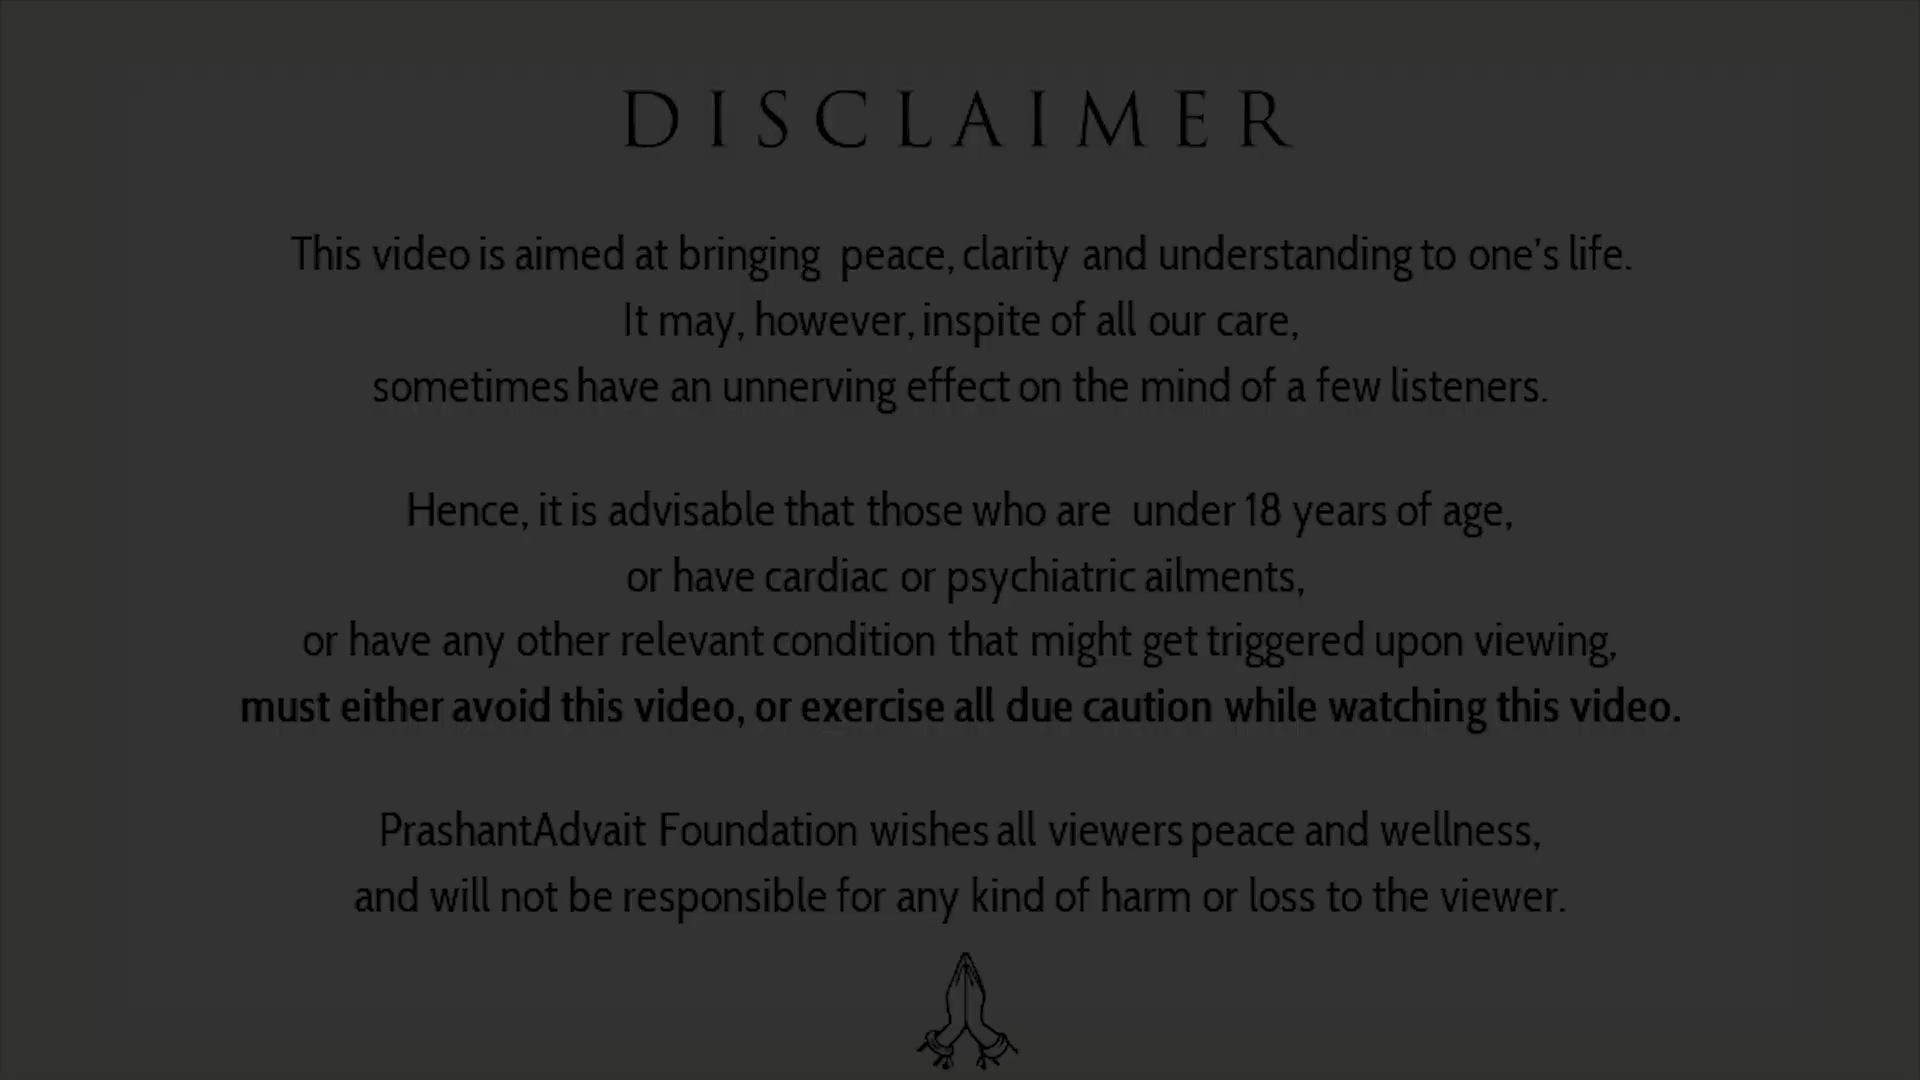 DISCLAIMER
This video is aimed at bringing peace, clarity and understanding to one's life.
It may, however, inspite of all our care,
sometimes have an unnerving effect on the mind of a few listeners.
Hence, it is advisable that those who are under 18 years of age,
or have cardiac or psychiatric ailments,
or have any other relevant condition that might get triggered upon viewing,
must either avoid this video, or exercise all due caution while watching this video.
PrashantAdvait Foundation wishes all viewers peace and wellness,
and will not be responsible for any kind of harm or loss to the viewer.